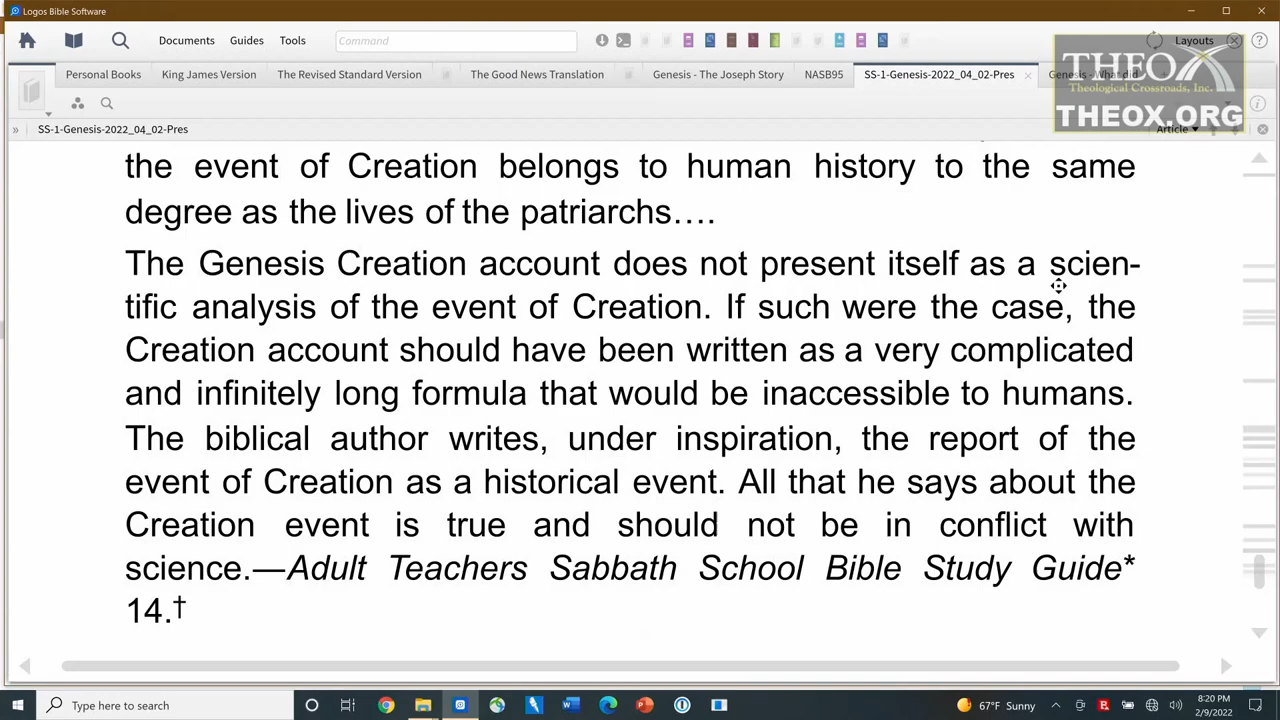 Logos Bible Software
Documents Guides Tools Command Layouts
THEOX
Theological Crossroads, Inc.
THEOX.ORG
Personal Books King James Version The Revised Standard Version The Good News Translation Genesis - The Joseph Story NASB95 SS-1-Genesis-2022_04_02-Pres Genesis - What did
» SS-1-Genesis-2022_04_02-Pres Article
the event of Creation belongs to human history to the same
degree as the lives of the patriarchs….
The Genesis Creation account does not present itself as a scien-
tific analysis of the event of Creation. If such were the case, the
Creation account should have been written as a very complicated
and infinitely long formula that would be inaccessible to humans.
The biblical author writes, under inspiration, the report of the
event of Creation as a historical event. All that he says about the
Creation event is true and should not be in conflict with
science.—Adult Teachers Sabbath School Bible Study Guide*
14.†
Type here to search
67°F Sunny
8:20 PM
2/9/2022